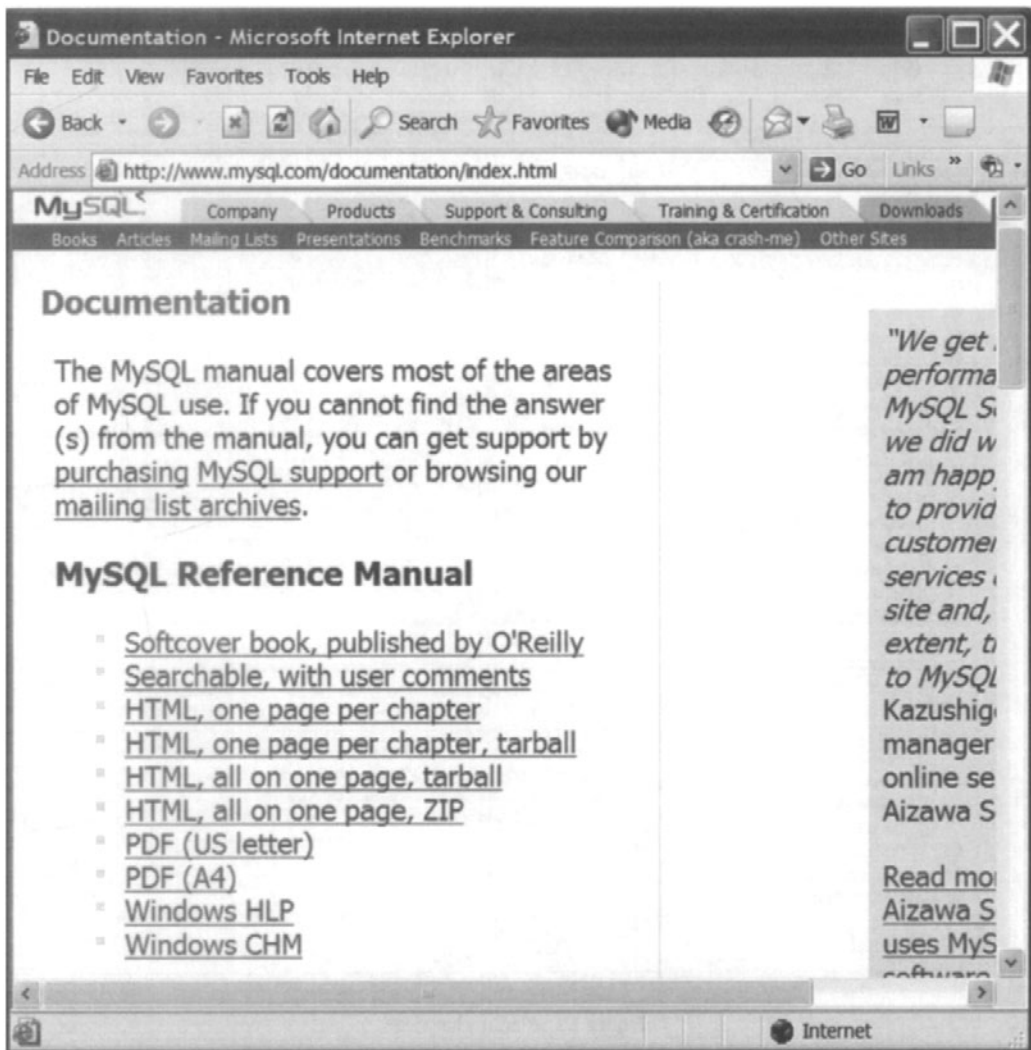 Documentation - Microsoft Internet Explorer
File Edit View Favorites Tools Help
Back Search Favorites Media
Address http://www.mysql.com/documentation/index.html Go Links »
MySQL Company Products Support & Consulting Training & Certification Downloads
Books Articles Mailing Lists Presentations Benchmarks Feature Comparison (aka crash-me) Other Sites
Documentation
The MySQL manual covers most of the areas
of MySQL use. If you cannot find the answer
(s) from the manual, you can get support by
purchasing MySQL support or browsing our
mailing list archives.
MySQL Reference Manual
Softcover book, published by O'Reilly
Searchable, with user comments
HTML, one page per chapter
HTML, one page per chapter, tarball
HTML, all on one page, tarball
HTML, all on one page, ZIP
PDF (US letter)
PDF (A4)
Windows HLP
Windows CHM
"We get
performa
MySQL S
we did w
am happ
to provid
customer
services
site and,
extent, t
to MySQL
Kazushig
manager
online se
Aizawa S
Read mo
Aizawa S
uses MyS
software
Internet